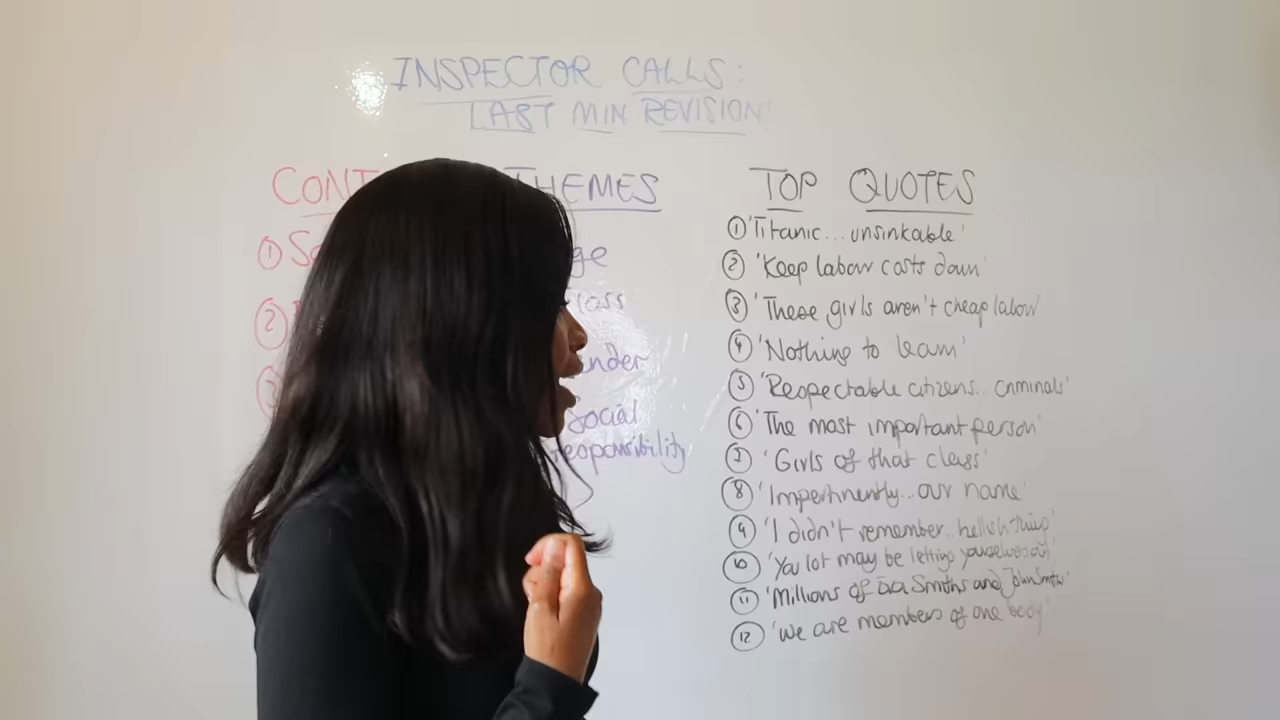 INSPECTOR CALLS:
LAST MIN REVISION!
CONT
THEMES
TOP QUOTES
①
②
③
ge
lass
nder
social
responsibility
① 'Titanic... unsinkable'
② 'Keep labour costs down'
③ 'These girls aren't cheap labour'
④ 'Nothing to learn'
⑤ 'Respectable citizens... criminals'
⑥ 'The most important person'
⑦ 'Girls of that class'
⑧ 'Impertinently... our name'
⑨ 'I didn't remember.. hellish thing'
⑩ 'You lot may be letting yourselves out'
⑪ 'Millions of Eva Smiths and John Smiths'
⑫ 'we are members of one body'